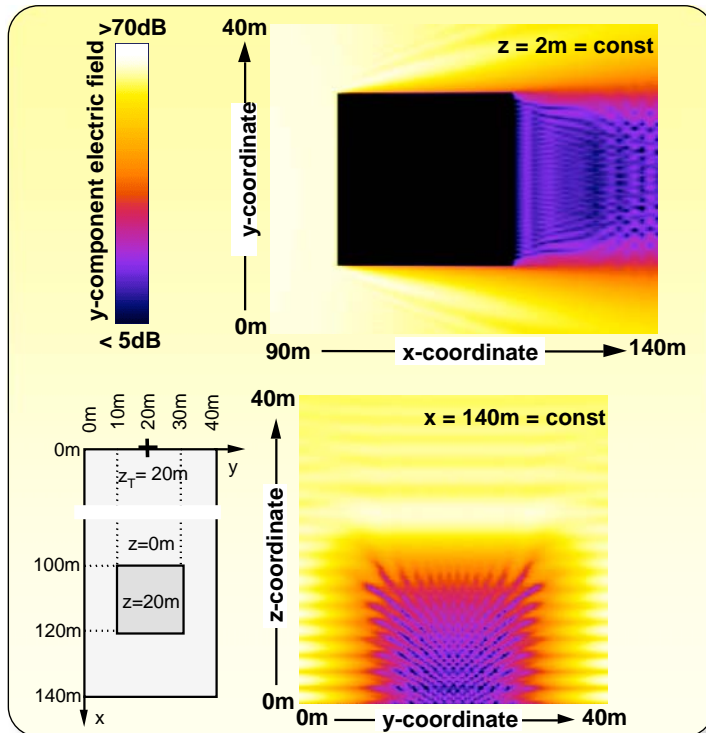 >70dB
y-component electric field
< 5dB
40m
z = 2m = const
y-coordinate
0m
90m
x-coordinate
140m
0m
10m
20m
30m
40m
0m
y
z_T = 20m
z=0m
100m
z=20m
120m
140m
x
40m
x = 140m = const
z-coordinate
0m
0m
y-coordinate
40m